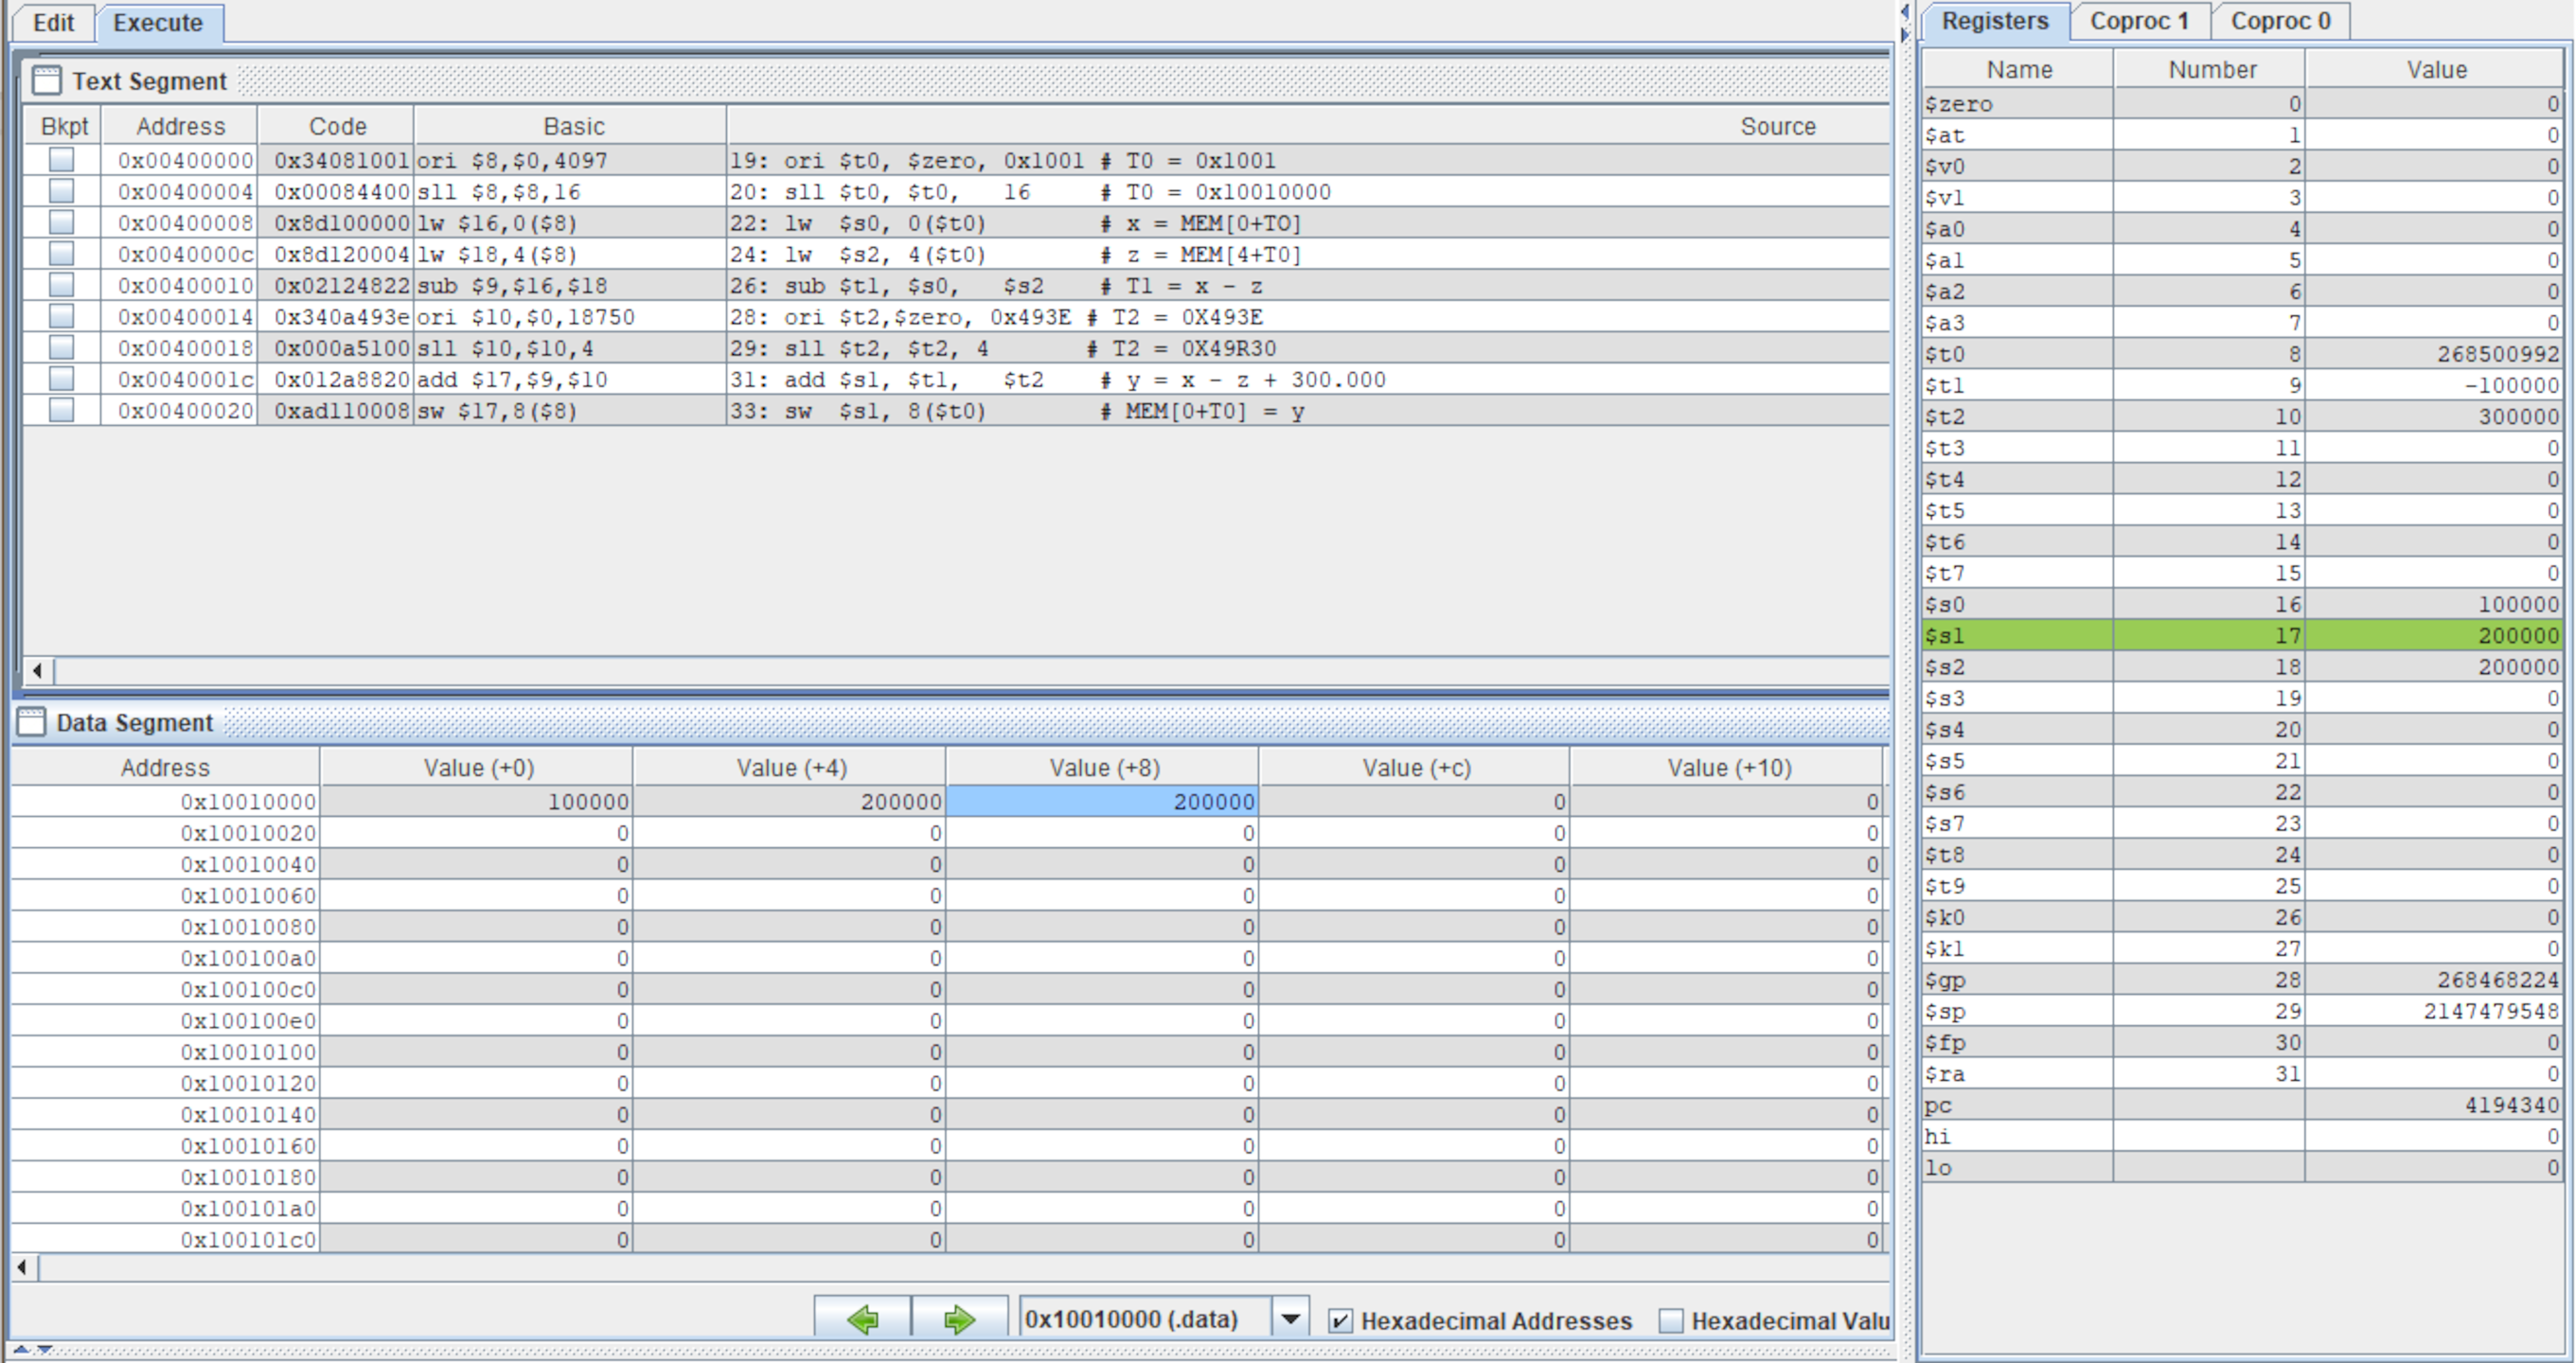 Edit Execute
Text Segment
Bkpt Address Code Basic Source
0x00400000 0x34081001 ori $8,$0,4097 19: ori $t0, $zero, 0x1001 # T0 = 0x1001
0x00400004 0x00084400 sll $8,$8,16 20: sll $t0, $t0, 16 # T0 = 0x10010000
0x00400008 0x8d100000 lw $16,0($8) 22: lw $s0, 0($t0) # x = MEM[0+TO]
0x0040000c 0x8d120004 lw $18,4($8) 24: lw $s2, 4($t0) # z = MEM[4+T0]
0x00400010 0x02124822 sub $9,$16,$18 26: sub $t1, $s0, $s2 # T1 = x - z
0x00400014 0x340a493e ori $10,$0,18750 28: ori $t2,$zero, 0x493E # T2 = 0X493E
0x00400018 0x000a5100 sll $10,$10,4 29: sll $t2, $t2, 4 # T2 = 0X49R30
0x0040001c 0x012a8820 add $17,$9,$10 31: add $s1, $t1, $t2 # y = x - z + 300.000
0x00400020 0xad110008 sw $17,8($8) 33: sw $s1, 8($t0) # MEM[0+T0] = y
Data Segment
Address Value (+0) Value (+4) Value (+8) Value (+c) Value (+10)
0x10010000 100000 200000 200000 0 0
0x10010020 0 0 0 0 0
0x10010040 0 0 0 0 0
0x10010060 0 0 0 0 0
0x10010080 0 0 0 0 0
0x100100a0 0 0 0 0 0
0x100100c0 0 0 0 0 0
0x100100e0 0 0 0 0 0
0x10010100 0 0 0 0 0
0x10010120 0 0 0 0 0
0x10010140 0 0 0 0 0
0x10010160 0 0 0 0 0
0x10010180 0 0 0 0 0
0x100101a0 0 0 0 0 0
0x100101c0 0 0 0 0 0
0x10010000 (.data) Hexadecimal Addresses Hexadecimal Valu
Registers Coproc 1 Coproc 0
Name Number Value
$zero 0 0
$at 1 0
$v0 2 0
$v1 3 0
$a0 4 0
$a1 5 0
$a2 6 0
$a3 7 0
$t0 8 268500992
$t1 9 -100000
$t2 10 300000
$t3 11 0
$t4 12 0
$t5 13 0
$t6 14 0
$t7 15 0
$s0 16 100000
$s1 17 200000
$s2 18 200000
$s3 19 0
$s4 20 0
$s5 21 0
$s6 22 0
$s7 23 0
$t8 24 0
$t9 25 0
$k0 26 0
$k1 27 0
$gp 28 268468224
$sp 29 2147479548
$fp 30 0
$ra 31 0
pc 4194340
hi 0
lo 0